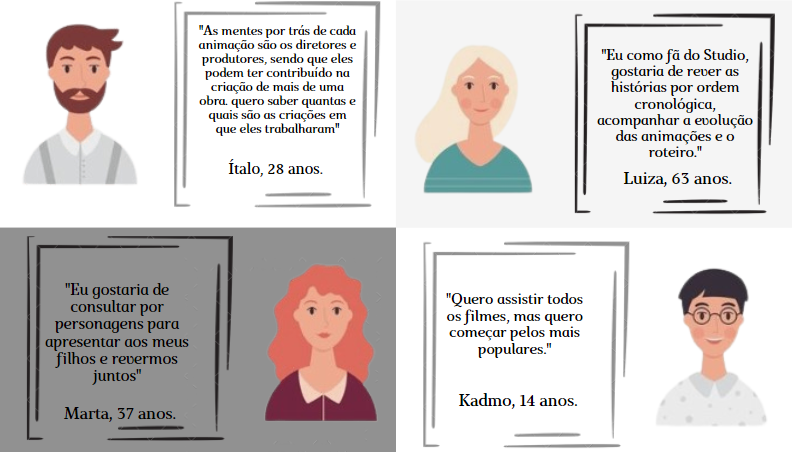 "As mentes por trás de cada
animação são os diretores e
produtores, sendo que eles
podem ter contribuído na
criação de mais de uma
obra. quero saber quantas e
quais são as criações em
que eles trabalharam"
Ítalo, 28 anos.
"Eu como fã do Studio,
gostaria de rever as
histórias por ordem
cronológica,
acompanhar a evolução
das animações e o
roteiro."
Luiza, 63 anos.
"Eu gostaria de
consultar por
personagens para
apresentar aos meus
filhos e revermos
juntos"
Marta, 37 anos.
"Quero assistir todos
os filmes, mas quero
começar pelos mais
populares."
Kadmo, 14 anos.